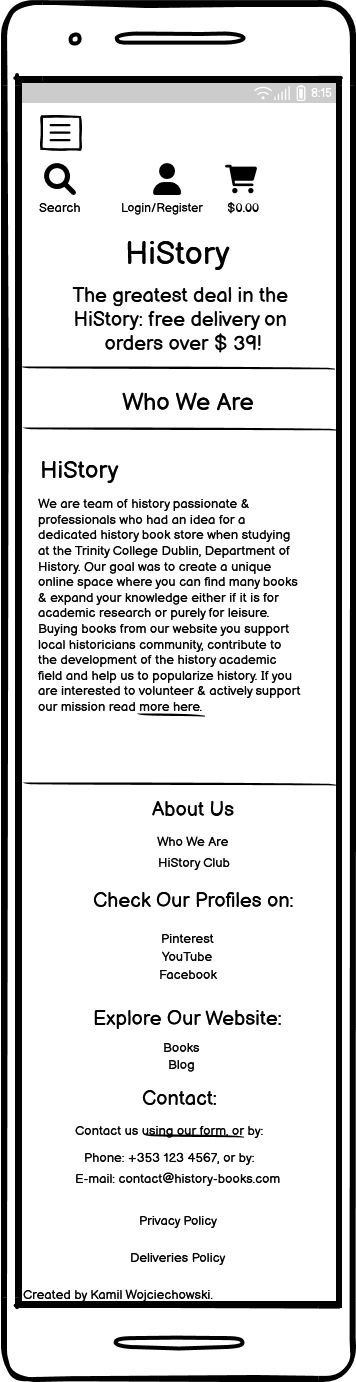 8:15
Search
Login/Register
$0.00
HiStory
The greatest deal in the
HiStory: free delivery on
orders over $ 39!
Who We Are
HiStory
We are team of history passionate &
professionals who had an idea for a
dedicated history book store when studying
at the Trinity College Dublin, Department of
History. Our goal was to create a unique
online space where you can find many books
& expand your knowledge either if it is for
academic research or purely for leisure.
Buying books from our website you support
local historicians community, contribute to
the development of the history academic
field and help us to popularize history. If you
are interested to volunteer & actively support
our mission read more here.
About Us
Who We Are
HiStory Club
Check Our Profiles on:
Pinterest
YouTube
Facebook
Explore Our Website:
Books
Blog
Contact:
Contact us using our form, or by:
Phone: +353 123 4567, or by:
E-mail: contact@history-books.com
Privacy Policy
Deliveries Policy
Created by Kamil Wojciechowski.